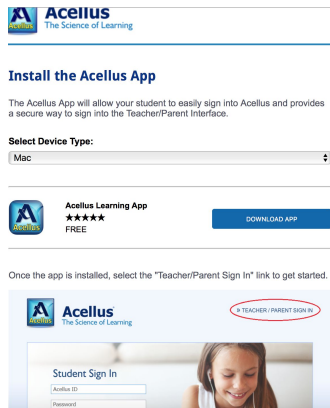 Acellus
Acellus
The Science of Learning
Install the Acellus App
The Acellus App will allow your student to easily sign into Acellus and provides
a secure way to sign into the Teacher/Parent Interface.
Select Device Type:
Mac
Acellus Learning App
★★★★★
Acellus
FREE
DOWNLOAD APP
Once the app is installed, select the "Teacher/Parent Sign In" link to get started.
Acellus
Acellus
The Science of Learning
» TEACHER / PARENT SIGN IN
Student Sign In
Acellus ID
Password